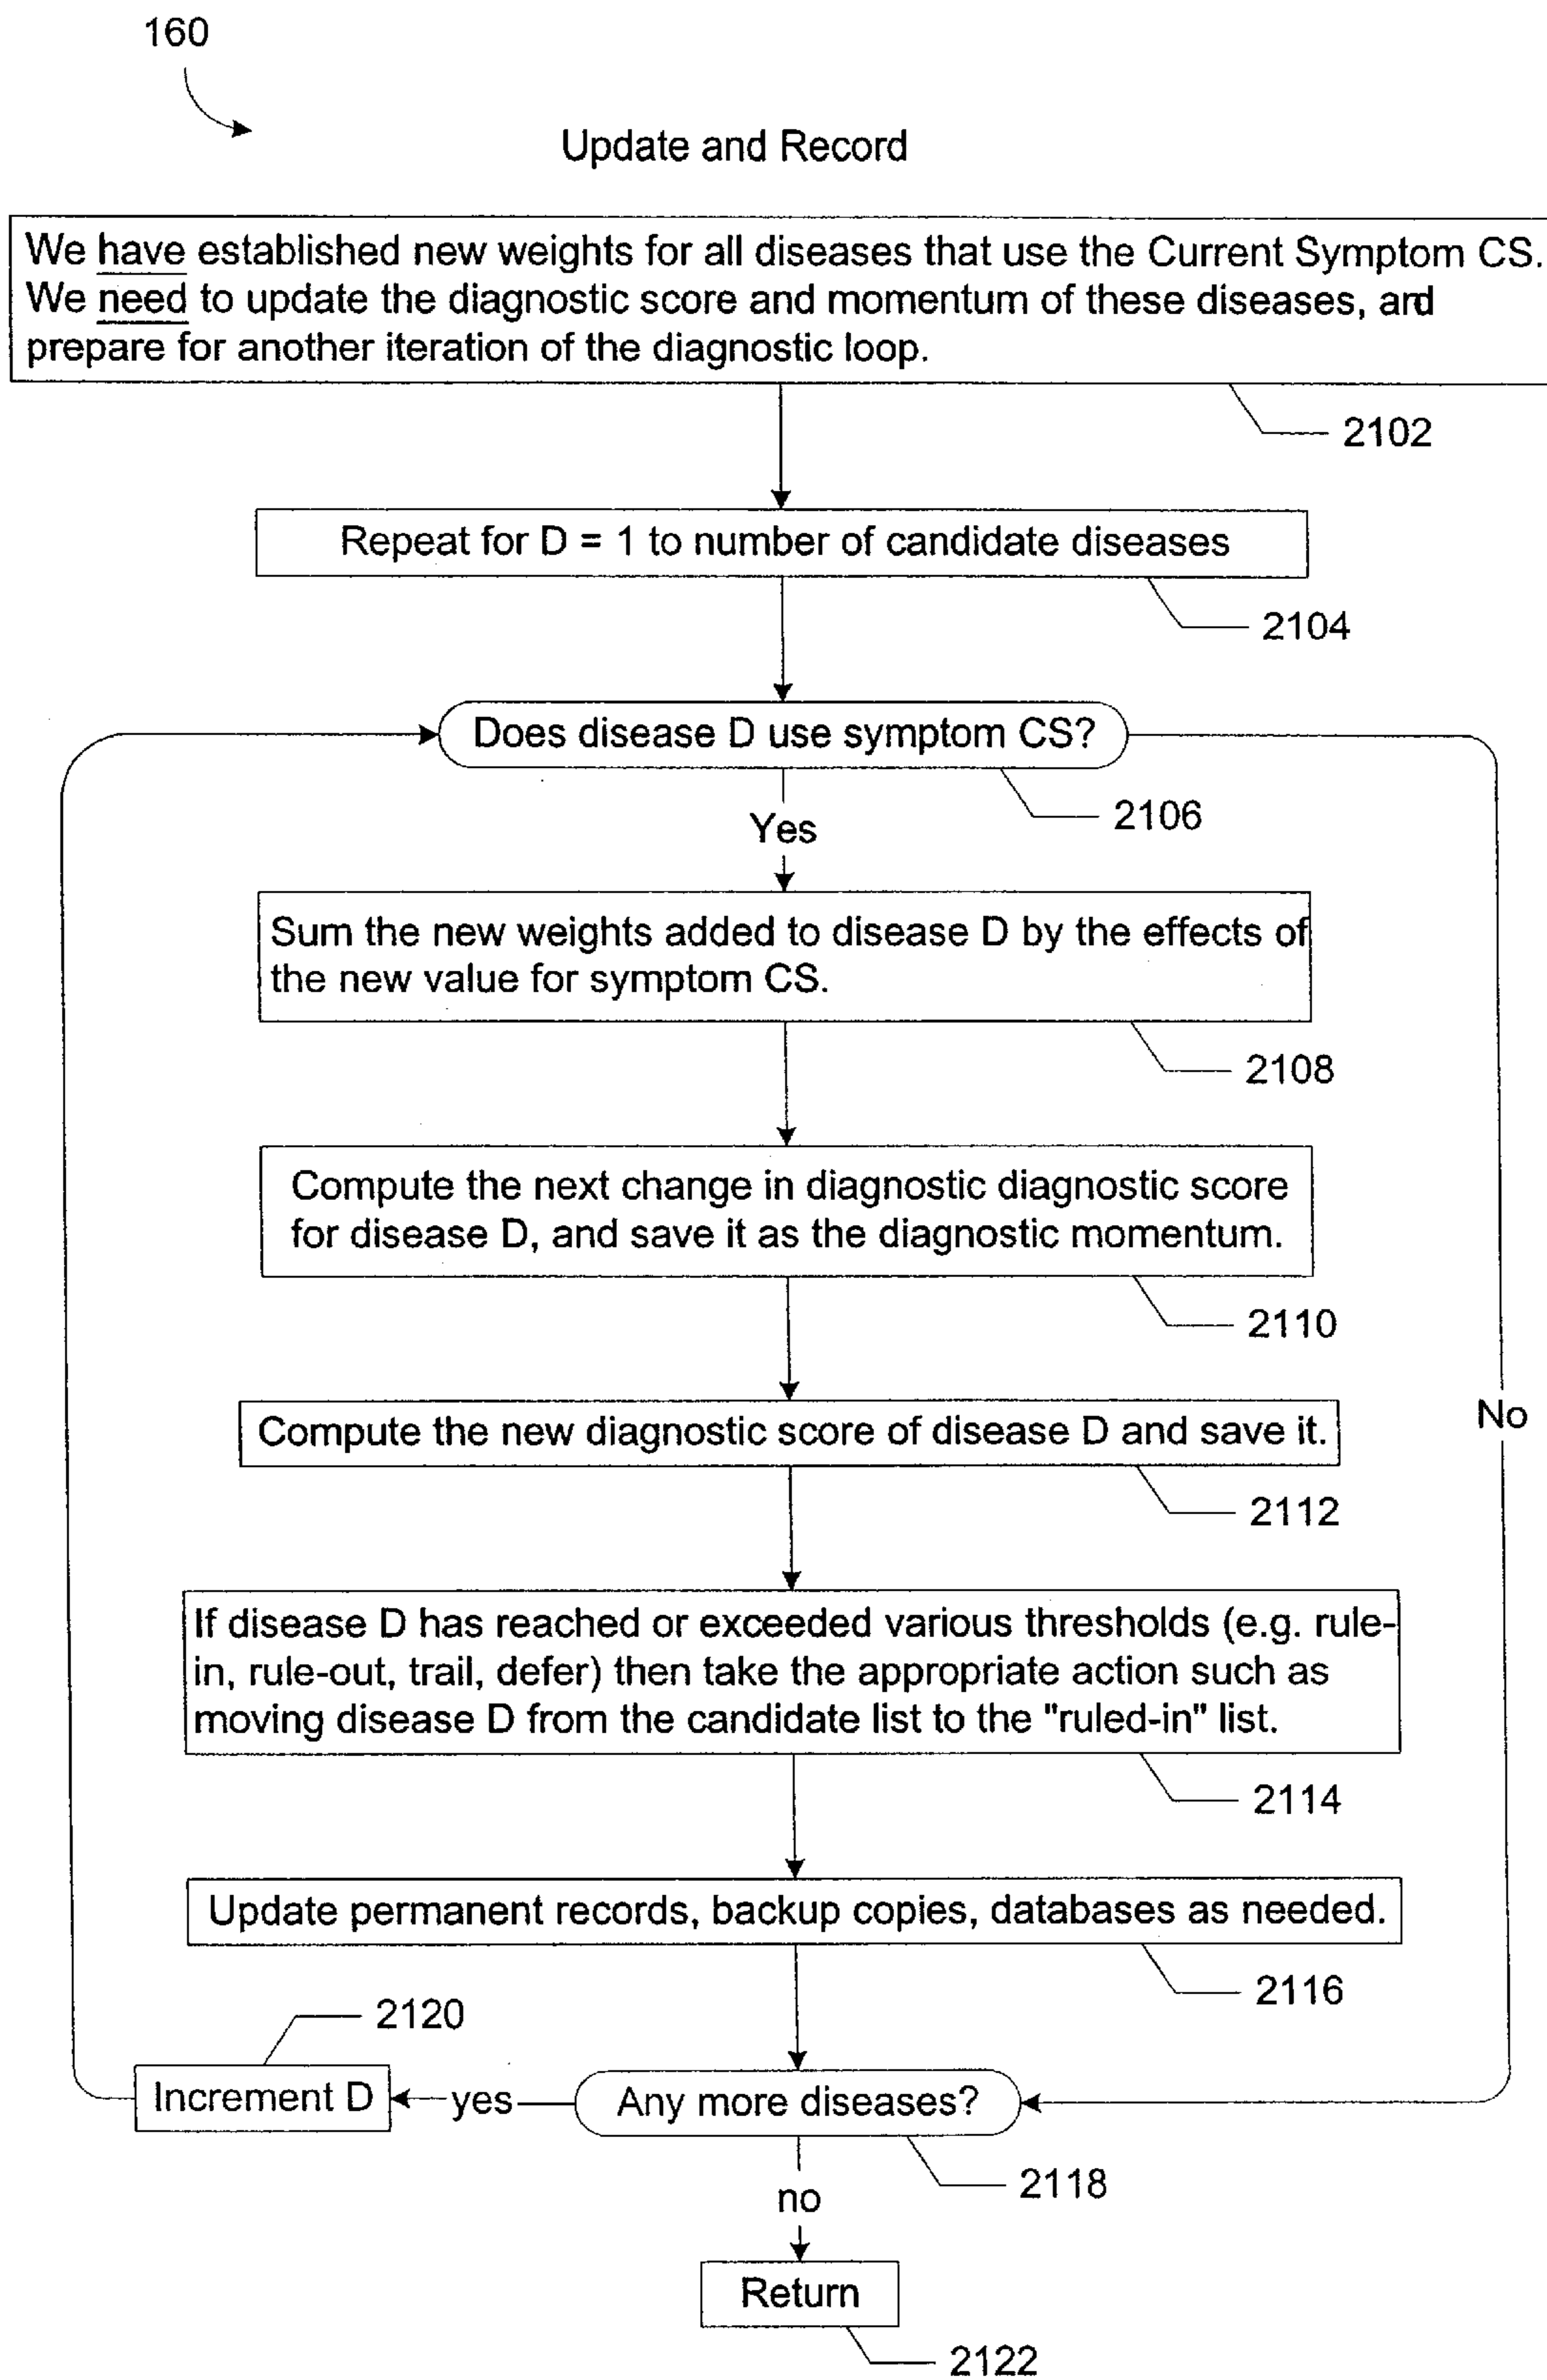 160
Update and Record
We have established new weights for all diseases that use the Current Symptom CS.
We need to update the diagnostic score and momentum of these diseases, and
prepare for another iteration of the diagnostic loop.
2102
Repeat for D = 1 to number of candidate diseases
2104
Does disease D use symptom CS?
2106
Yes
Sum the new weights added to disease D by the effects of
the new value for symptom CS.
2108
Compute the next change in diagnostic diagnostic score
for disease D, and save it as the diagnostic momentum.
2110
No
Compute the new diagnostic score of disease D and save it.
2112
If disease D has reached or exceeded various thresholds (e.g. rule-
in, rule-out, trail, defer) then take the appropriate action such as
moving disease D from the candidate list to the "ruled-in" list.
2114
Update permanent records, backup copies, databases as needed.
2116
2120
Increment D
yes
Any more diseases?
2118
no
Return
2122